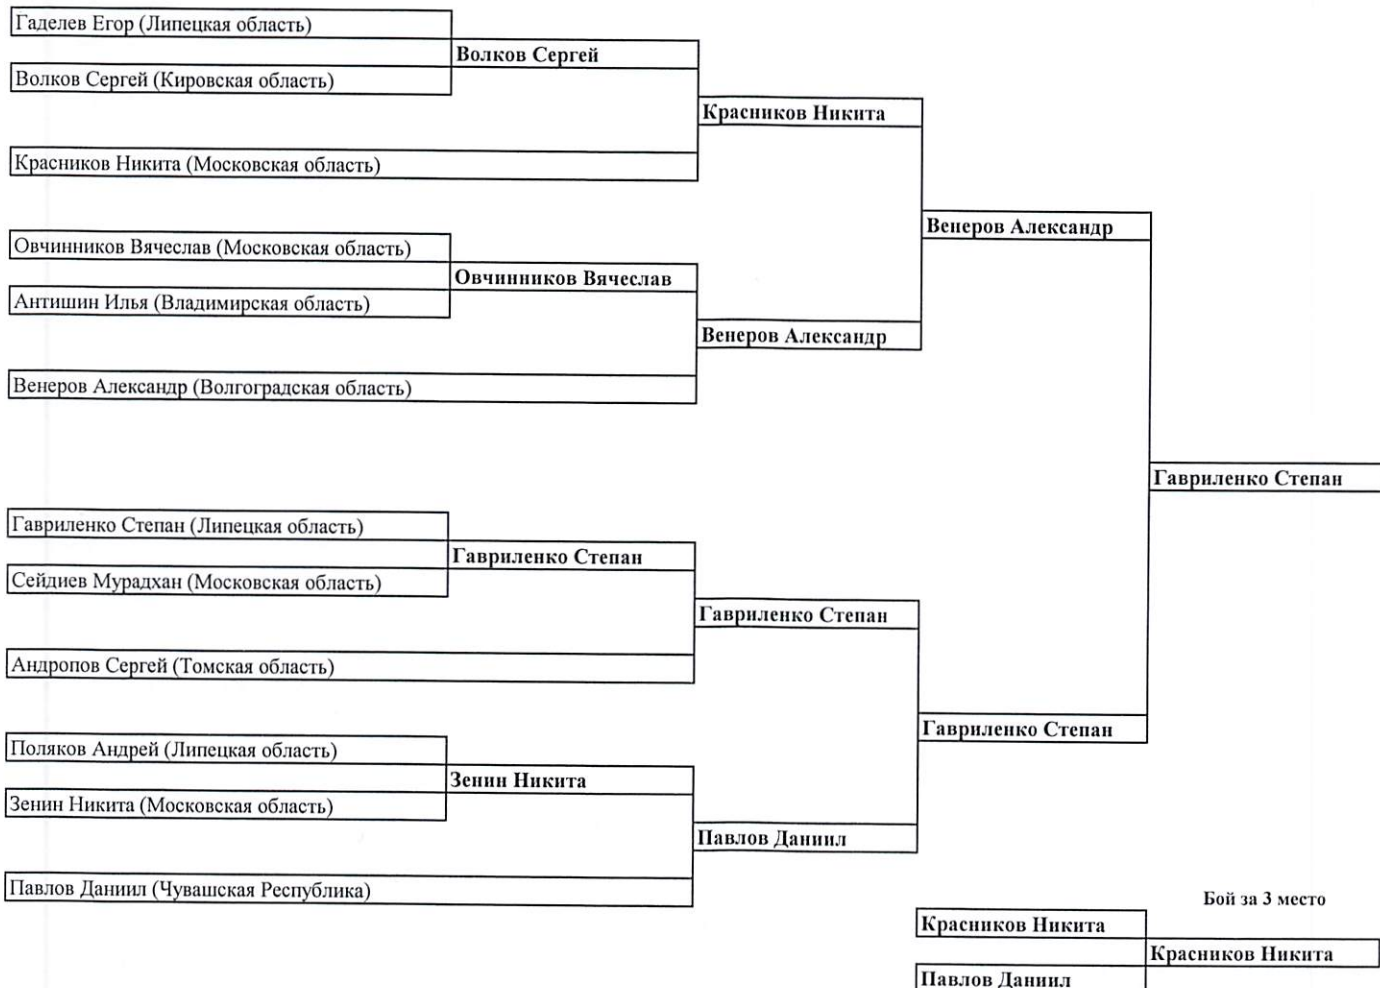 Гаделев Егор (Липецкая область)
Волков Сергей
Волков Сергей (Кировская область)
Красников Никита
Красников Никита (Московская область)
Венеров Александр
Овчинников Вячеслав (Московская область)
Овчинников Вячеслав
Антишин Илья (Владимирская область)
Венеров Александр
Венеров Александр (Волгоградская область)
Гавриленко Степан
Гавриленко Степан (Липецкая область)
Гавриленко Степан
Сейдиев Мурадхан (Московская область)
Гавриленко Степан
Андропов Сергей (Томская область)
Гавриленко Степан
Поляков Андрей (Липецкая область)
Зенин Никита
Зенин Никита (Московская область)
Павлов Даниил
Павлов Даниил (Чувашская Республика)
Бой за 3 место
Красников Никита
Красников Никита
Павлов Даниил